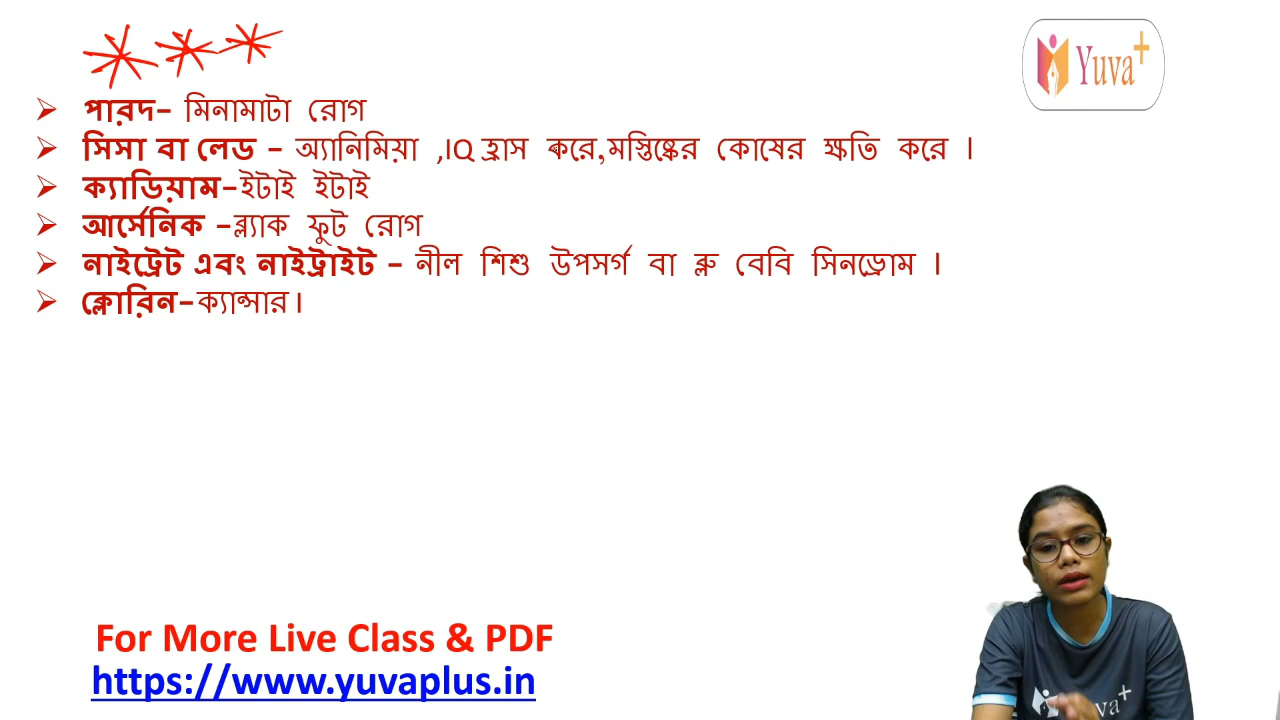 Yuva+
➢ পারদ– মিনামাটা রোগ
➢ সিসা বা লেড – অ্যানিমিয়া ,IQ হ্রাস করে,মস্তিষ্কের কোষের ক্ষতি করে ।
➢ ক্যাডিয়াম–ইটাই ইটাই
➢ আর্সেনিক –ব্ল্যাক ফুট রোগ
➢ নাইট্রেট এবং নাইট্রাইট – নীল শিশু উপসর্গ বা ব্লু বেবি সিনড্রোম ।
➢ ক্লোরিন–ক্যান্সার।
For More Live Class & PDF
https://www.yuvaplus.in